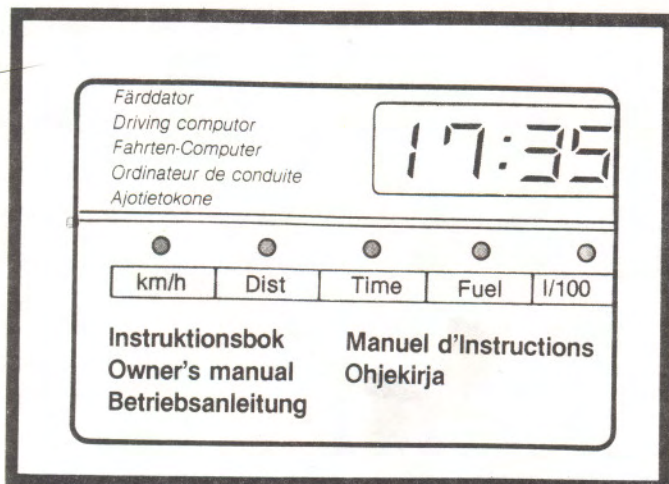 Färddator
Driving computor
Fahrten-Computer
Ordinateur de conduite
Ajotietokone
17:35
km/h Dist Time Fuel l/100
Instruktionsbok
Owner's manual
Betriebsanleitung
Manuel d'Instructions
Ohjekirja